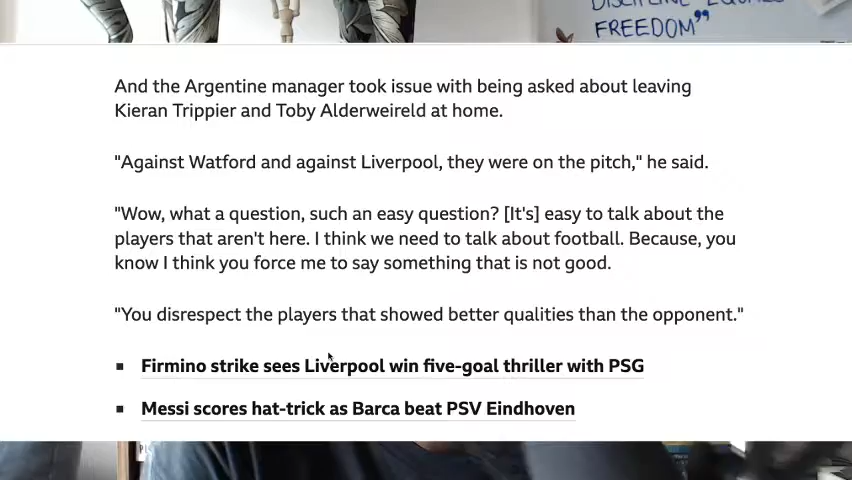 FREEDOM”
And the Argentine manager took issue with being asked about leaving
Kieran Trippier and Toby Alderweireld at home.
"Against Watford and against Liverpool, they were on the pitch," he said.
"Wow, what a question, such an easy question? [It's] easy to talk about the
players that aren't here. I think we need to talk about football. Because, you
know I think you force me to say something that is not good.
"You disrespect the players that showed better qualities than the opponent."
Firmino strike sees Liverpool win five-goal thriller with PSG
Messi scores hat-trick as Barca beat PSV Eindhoven